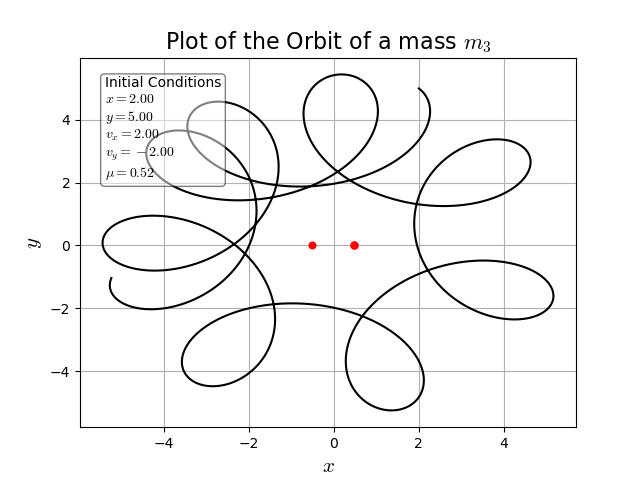 Plot of the Orbit of a mass m₃
Initial Conditions
x = 2.00
y = 5.00
vₓ = 2.00
v_y = −2.00
μ = 0.52
4
2
0
−2
−4
y
−4 −2 0 2 4
x